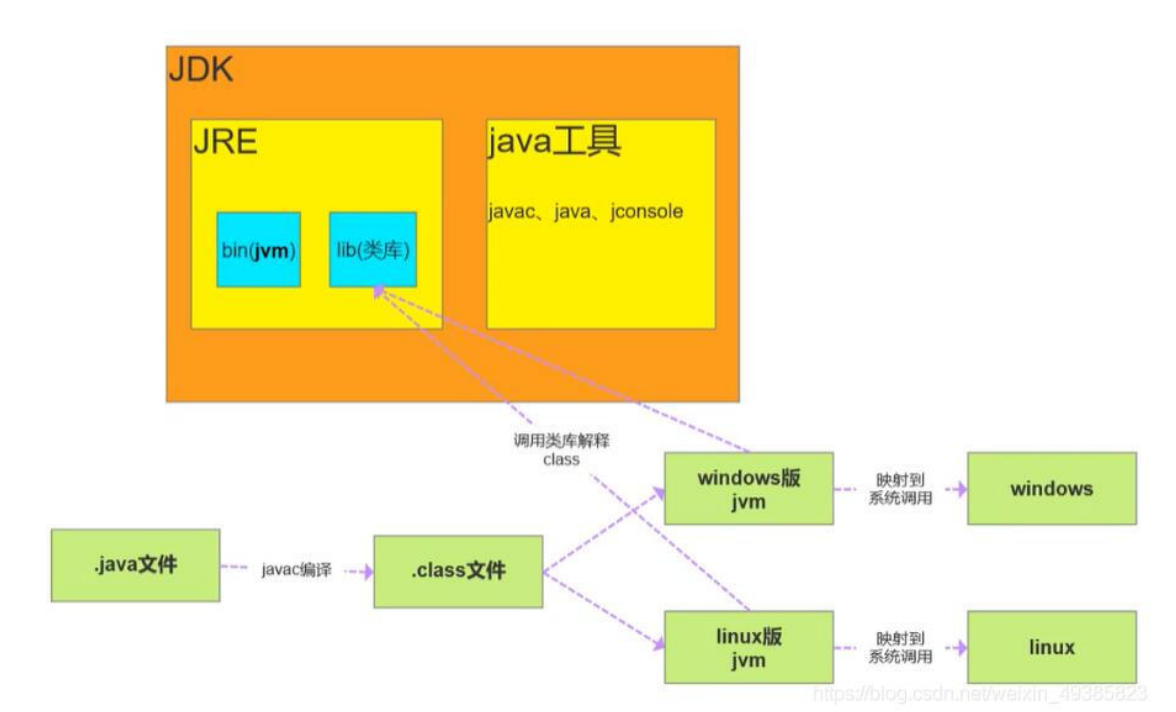 JDK
JRE
java工具
javac、java、jconsole
bin(jvm)
lib(类库)
调用类库解释
class
windows版
jvm
映射到
系统调用
windows
.java文件
javac编译
.class文件
linux版
jvm
映射到
系统调用
linux
https://blog.csdn.net/weixin_49385823